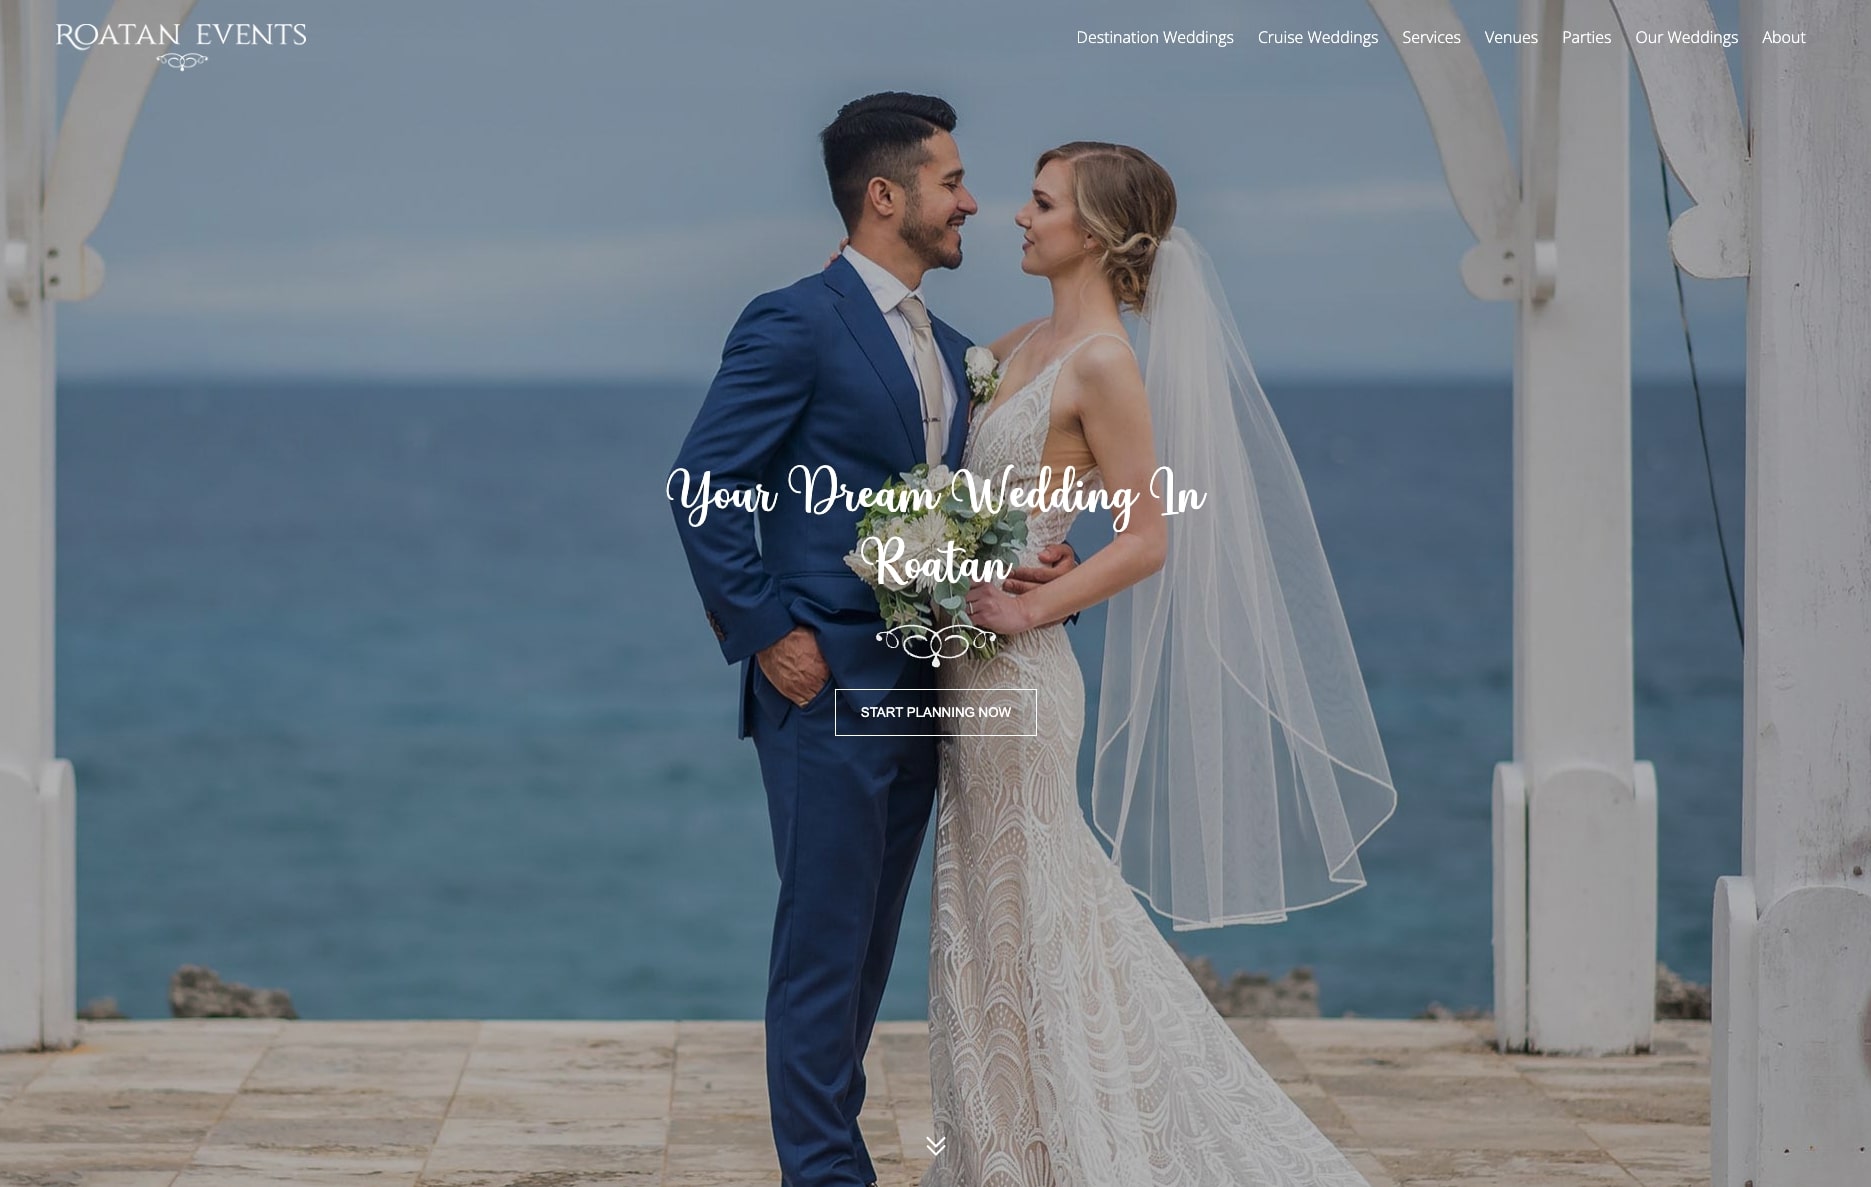 ROATAN EVENTS
Destination Weddings Cruise Weddings Services Venues Parties Our Weddings About
Your Dream Wedding In
Roatan
START PLANNING NOW